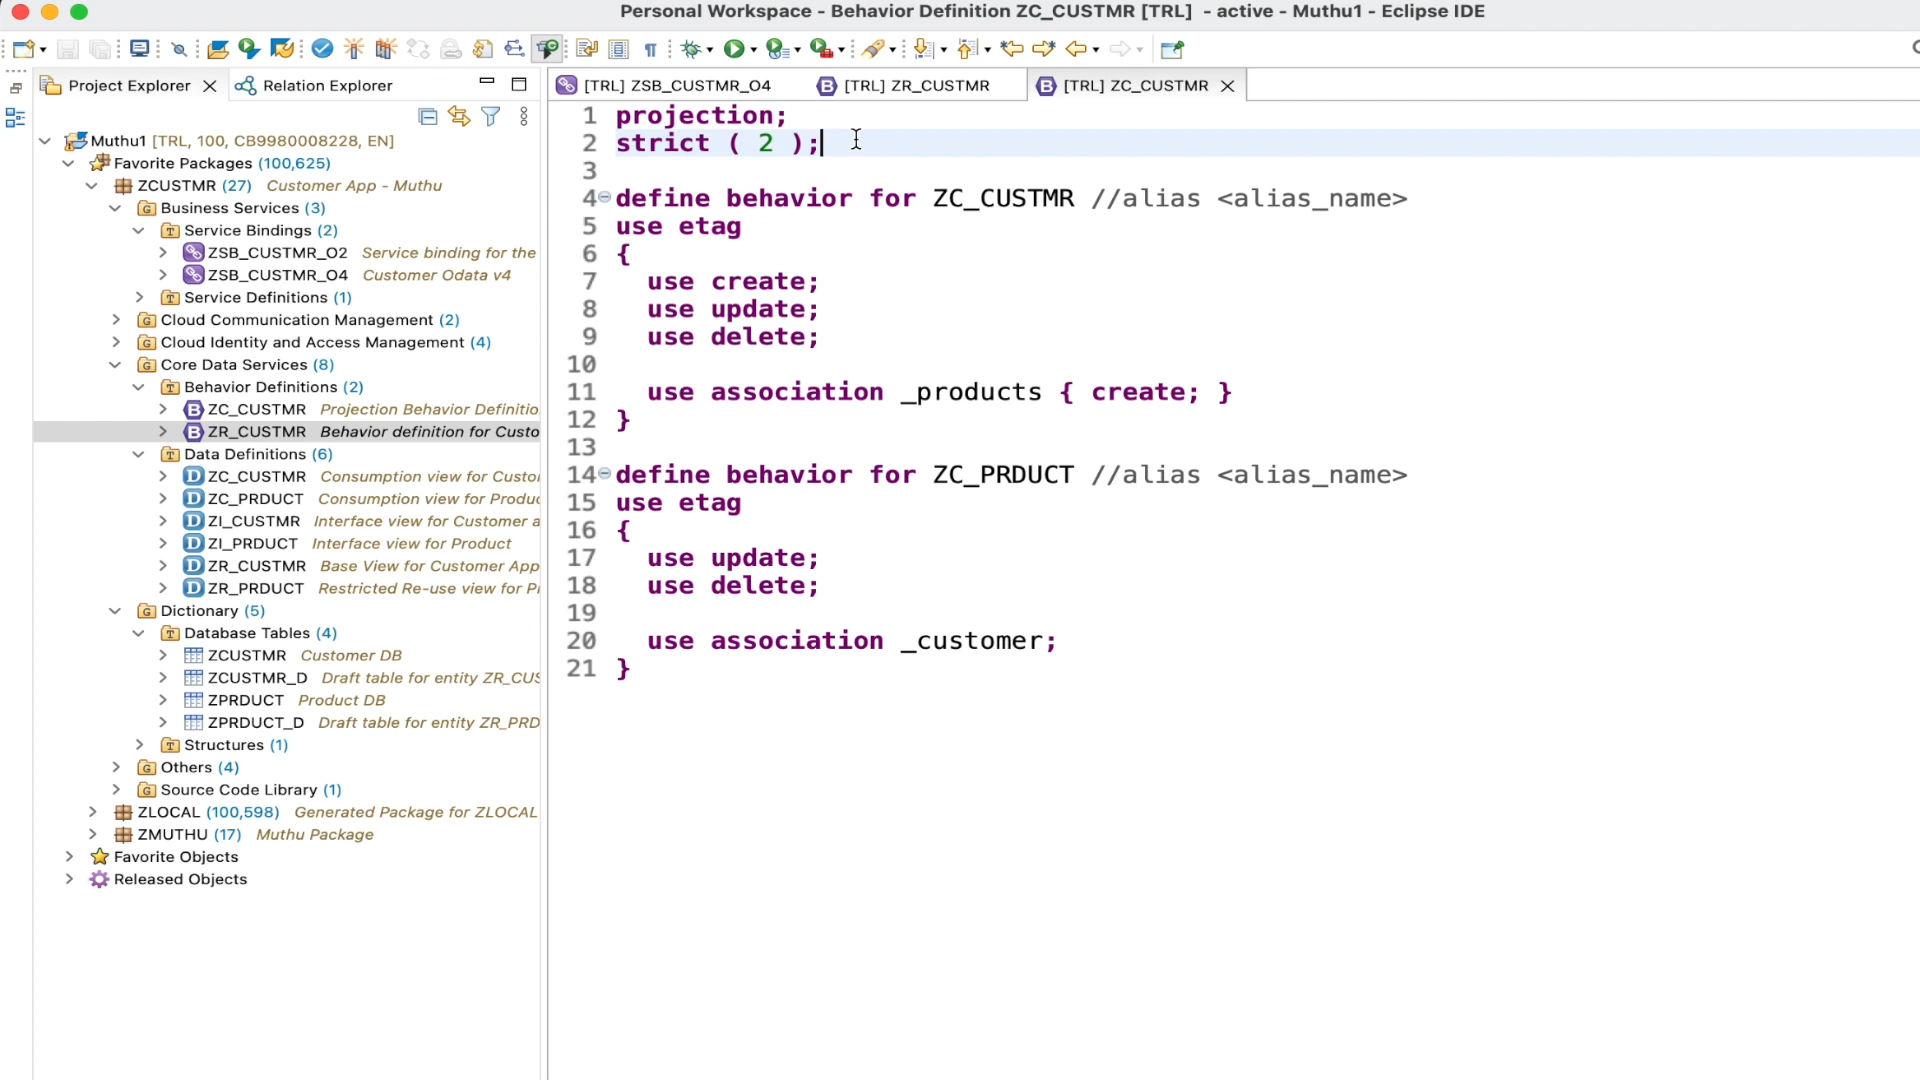 Personal Workspace - Behavior Definition ZC_CUSTMR [TRL] - active - Muthu1 - Eclipse IDE
Project Explorer
Relation Explorer
[TRL] ZSB_CUSTMR_O4
[TRL] ZR_CUSTMR
[TRL] ZC_CUSTMR
Muthu1 [TRL, 100, CB9980008228, EN]
Favorite Packages (100,625)
ZCUSTMR (27) Customer App - Muthu
Business Services (3)
Service Bindings (2)
ZSB_CUSTMR_O2 Service binding for the
ZSB_CUSTMR_O4 Customer Odata v4
Service Definitions (1)
Cloud Communication Management (2)
Cloud Identity and Access Management (4)
Core Data Services (8)
Behavior Definitions (2)
ZC_CUSTMR Projection Behavior Definitio
ZR_CUSTMR Behavior definition for Custo
Data Definitions (6)
ZC_CUSTMR Consumption view for Custo
ZC_PRDUCT Consumption view for Produc
ZI_CUSTMR Interface view for Customer a
ZI_PRDUCT Interface view for Product
ZR_CUSTMR Base View for Customer App
ZR_PRDUCT Restricted Re-use view for P
Dictionary (5)
Database Tables (4)
ZCUSTMR Customer DB
ZCUSTMR_D Draft table for entity ZR_CUS
ZPRDUCT Product DB
ZPRDUCT_D Draft table for entity ZR_PRD
Structures (1)
Others (4)
Source Code Library (1)
ZLOCAL (100,598) Generated Package for ZLOCAL
ZMUTHU (17) Muthu Package
Favorite Objects
Released Objects
1 projection;
2 strict ( 2 );
3
4 define behavior for ZC_CUSTMR //alias <alias_name>
5 use etag
6 {
7 use create;
8 use update;
9 use delete;
10
11 use association _products { create; }
12 }
13
14 define behavior for ZC_PRDUCT //alias <alias_name>
15 use etag
16 {
17 use update;
18 use delete;
19
20 use association _customer;
21 }